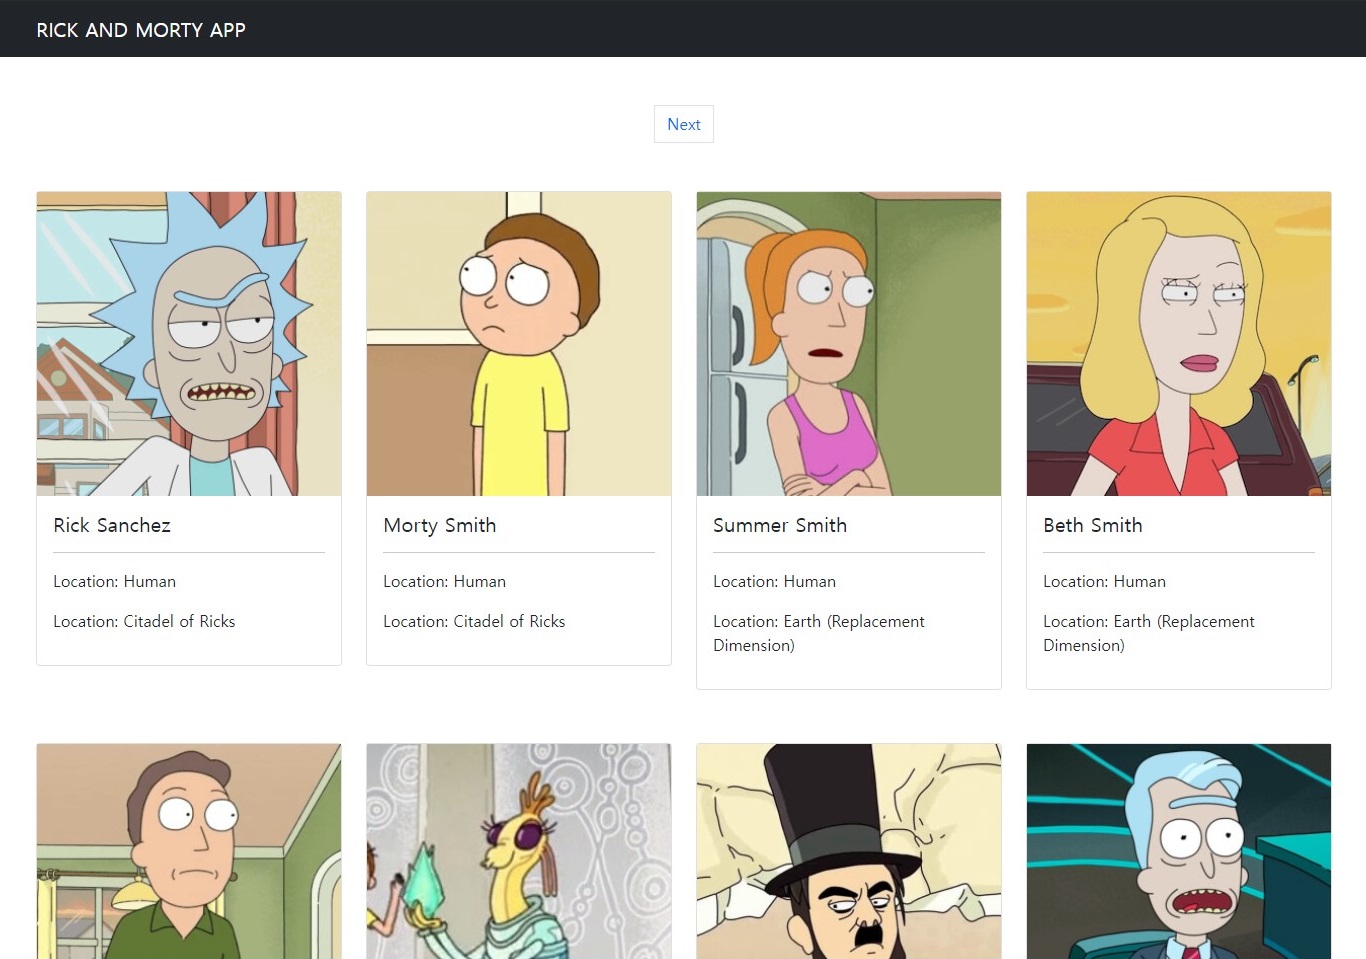 RICK AND MORTY APP
Next
Rick Sanchez
Location: Human
Location: Citadel of Ricks
Morty Smith
Location: Human
Location: Citadel of Ricks
Summer Smith
Location: Human
Location: Earth (Replacement
Dimension)
Beth Smith
Location: Human
Location: Earth (Replacement
Dimension)